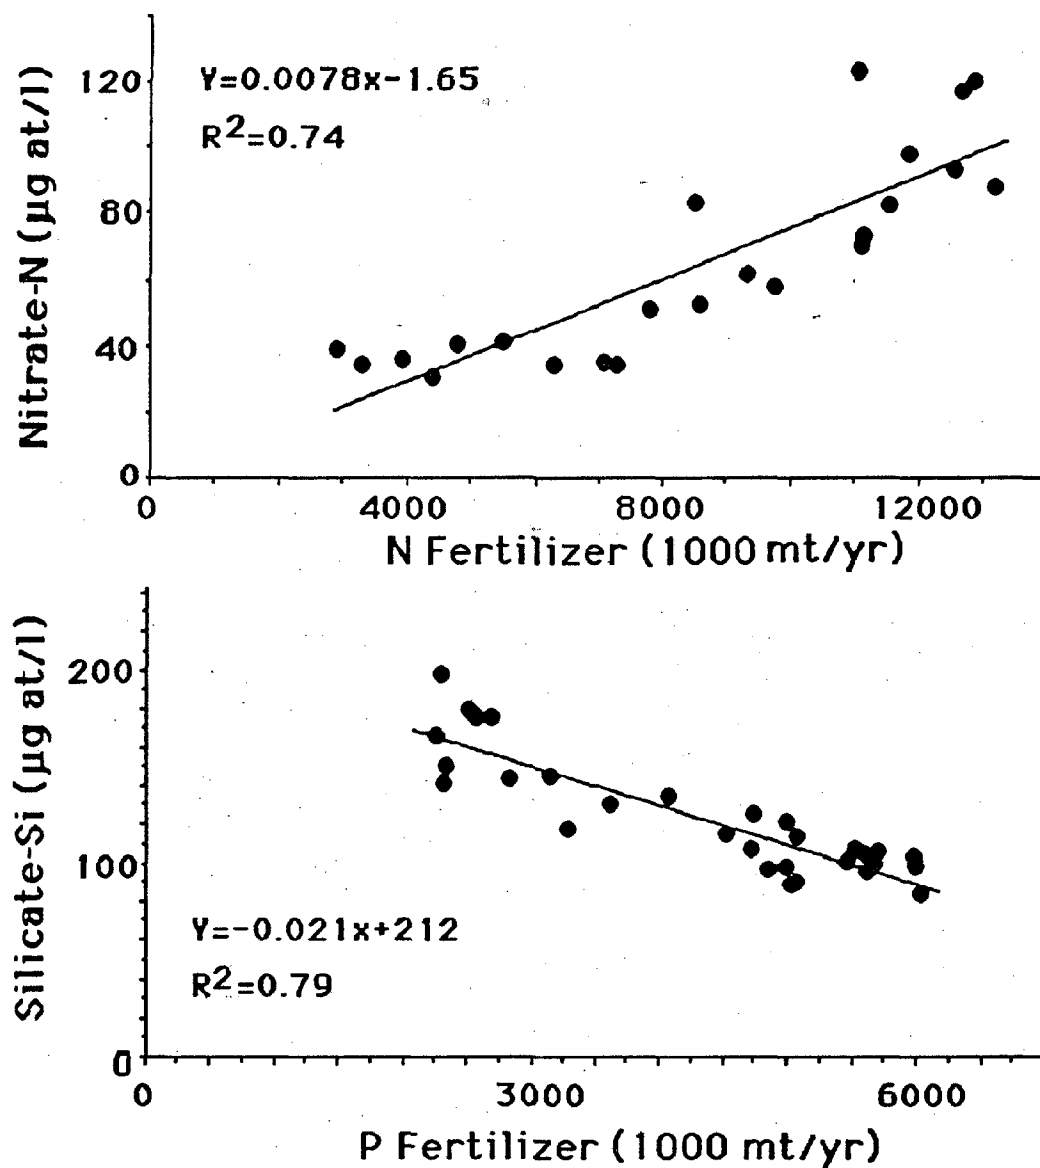 Nitrate-N (µg at/l)
120
80
40
0
Y=0.0078x-1.65
R²=0.74
0 4000 8000 12000
N Fertilizer (1000 mt/yr)
Silicate-Si (µg at/l)
200
100
0
Y=-0.021x+212
R²=0.79
0 3000 6000
P Fertilizer (1000 mt/yr)